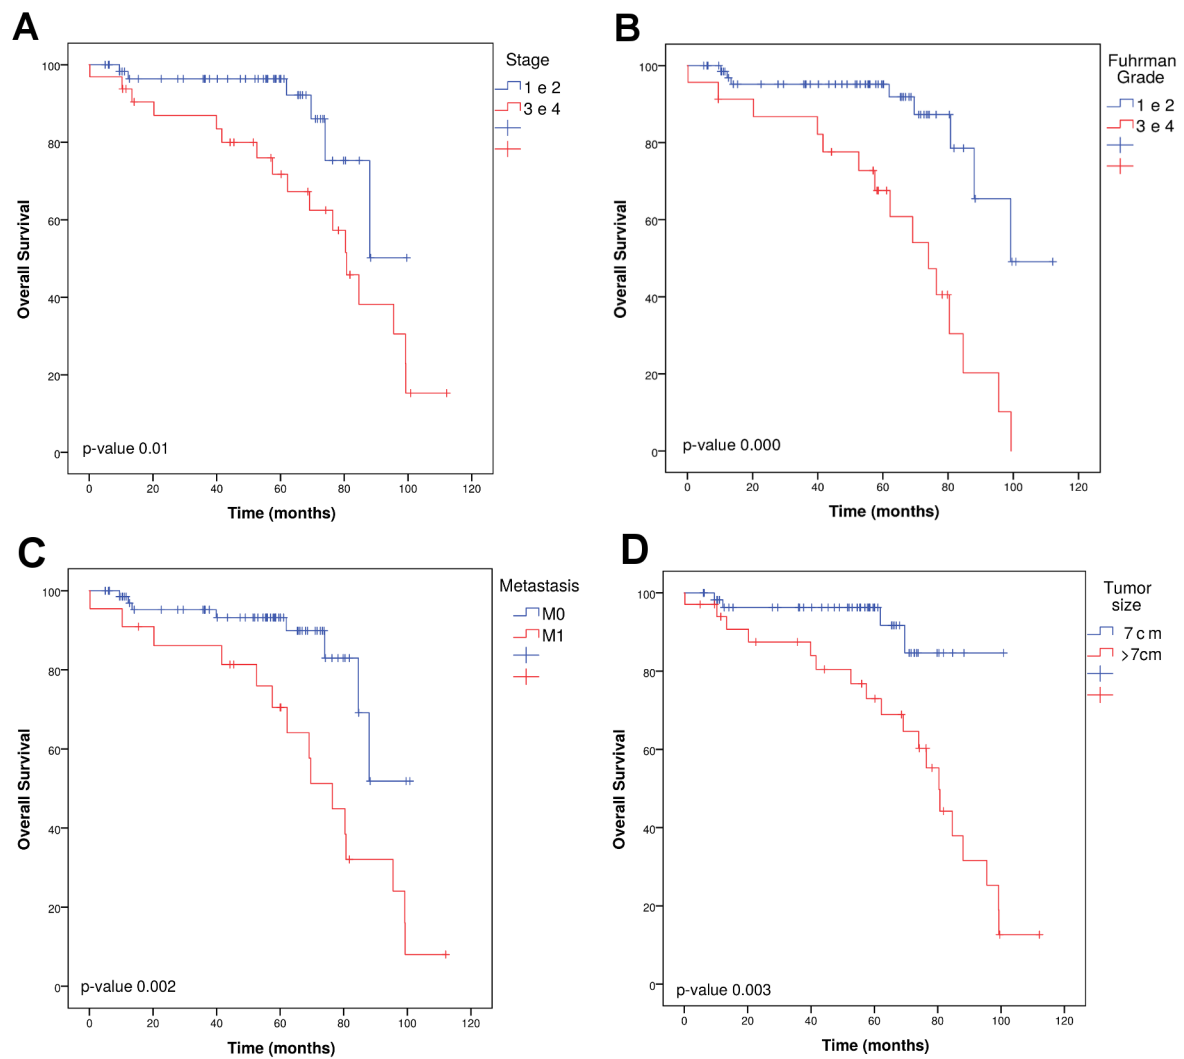 A
Stage
1 e 2
3 e 4
100
80
60
40
20
0
Overall Survival
p-value 0.01
0 20 40 60 80 100 120
Time (months)
B
Fuhrman
Grade
1 e 2
3 e 4
100
80
60
40
20
0
Overall Survival
p-value 0.000
0 20 40 60 80 100 120
Time (months)
C
Metastasis
M0
M1
100
80
60
40
20
0
Overall Survival
p-value 0.002
0 20 40 60 80 100 120
Time (months)
D
Tumor
size
7 cm
>7cm
100
80
60
40
20
0
Overall Survival
p-value 0.003
0 20 40 60 80 100 120
Time (months)